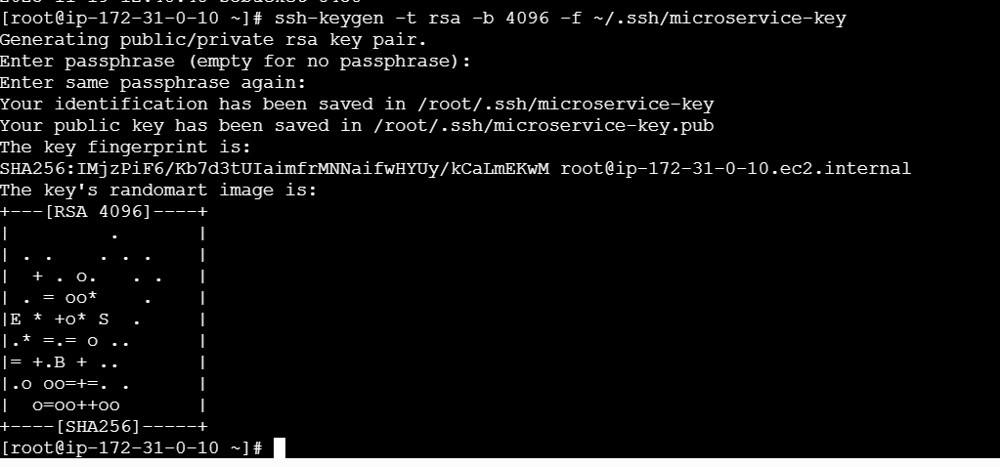 [root@ip-172-31-0-10 ~]# ssh-keygen -t rsa -b 4096 -f ~/.ssh/microservice-key
Generating public/private rsa key pair.
Enter passphrase (empty for no passphrase):
Enter same passphrase again:
Your identification has been saved in /root/.ssh/microservice-key
Your public key has been saved in /root/.ssh/microservice-key.pub
The key fingerprint is:
SHA256:IMjzPiF6/Kb7d3tUIaimfrMNNaifwHYUy/kCaLmEKwM root@ip-172-31-0-10.ec2.internal
The key's randomart image is:
+---[RSA 4096]----+
|          .       |
| . .    . . .    |
|  + . o.   . .   |
| . = oo*    .    |
|E * +o* S  .     |
|.* =.= o ..      |
|= +.B + ..       |
|.o oo=+=. .      |
|  o=oo++oo       |
+----[SHA256]-----+
[root@ip-172-31-0-10 ~]#